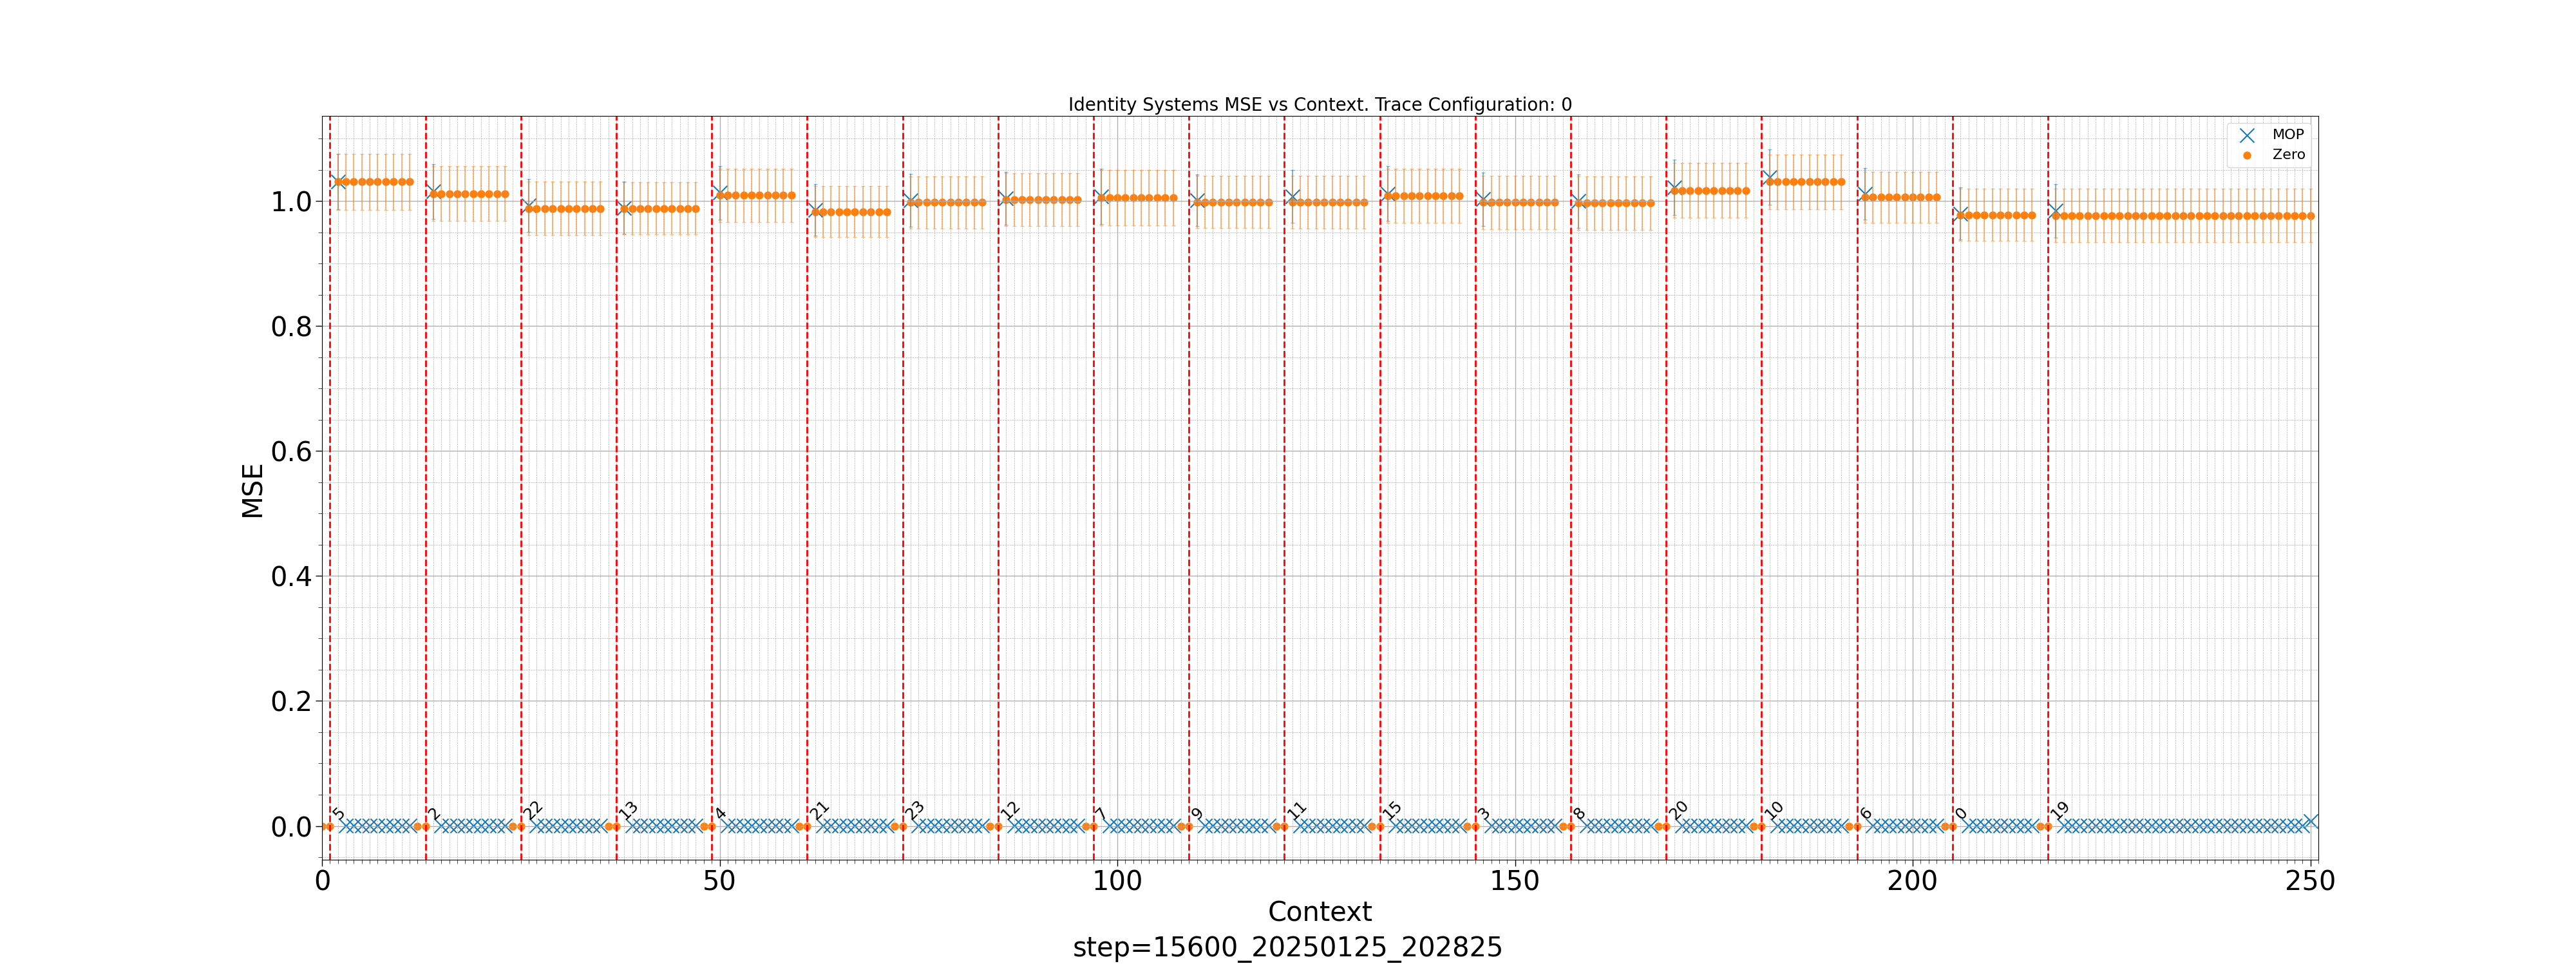 Identity Systems MSE vs Context. Trace Configuration: 0
MOP
Zero
MSE
1.0
0.8
0.6
0.4
0.2
0.0
5 2 22 13 4 21 23 12 7 9 11 15 3 8 20 10 6 0 19
0 50 100 150 200 250
Context
step=15600_20250125_202825